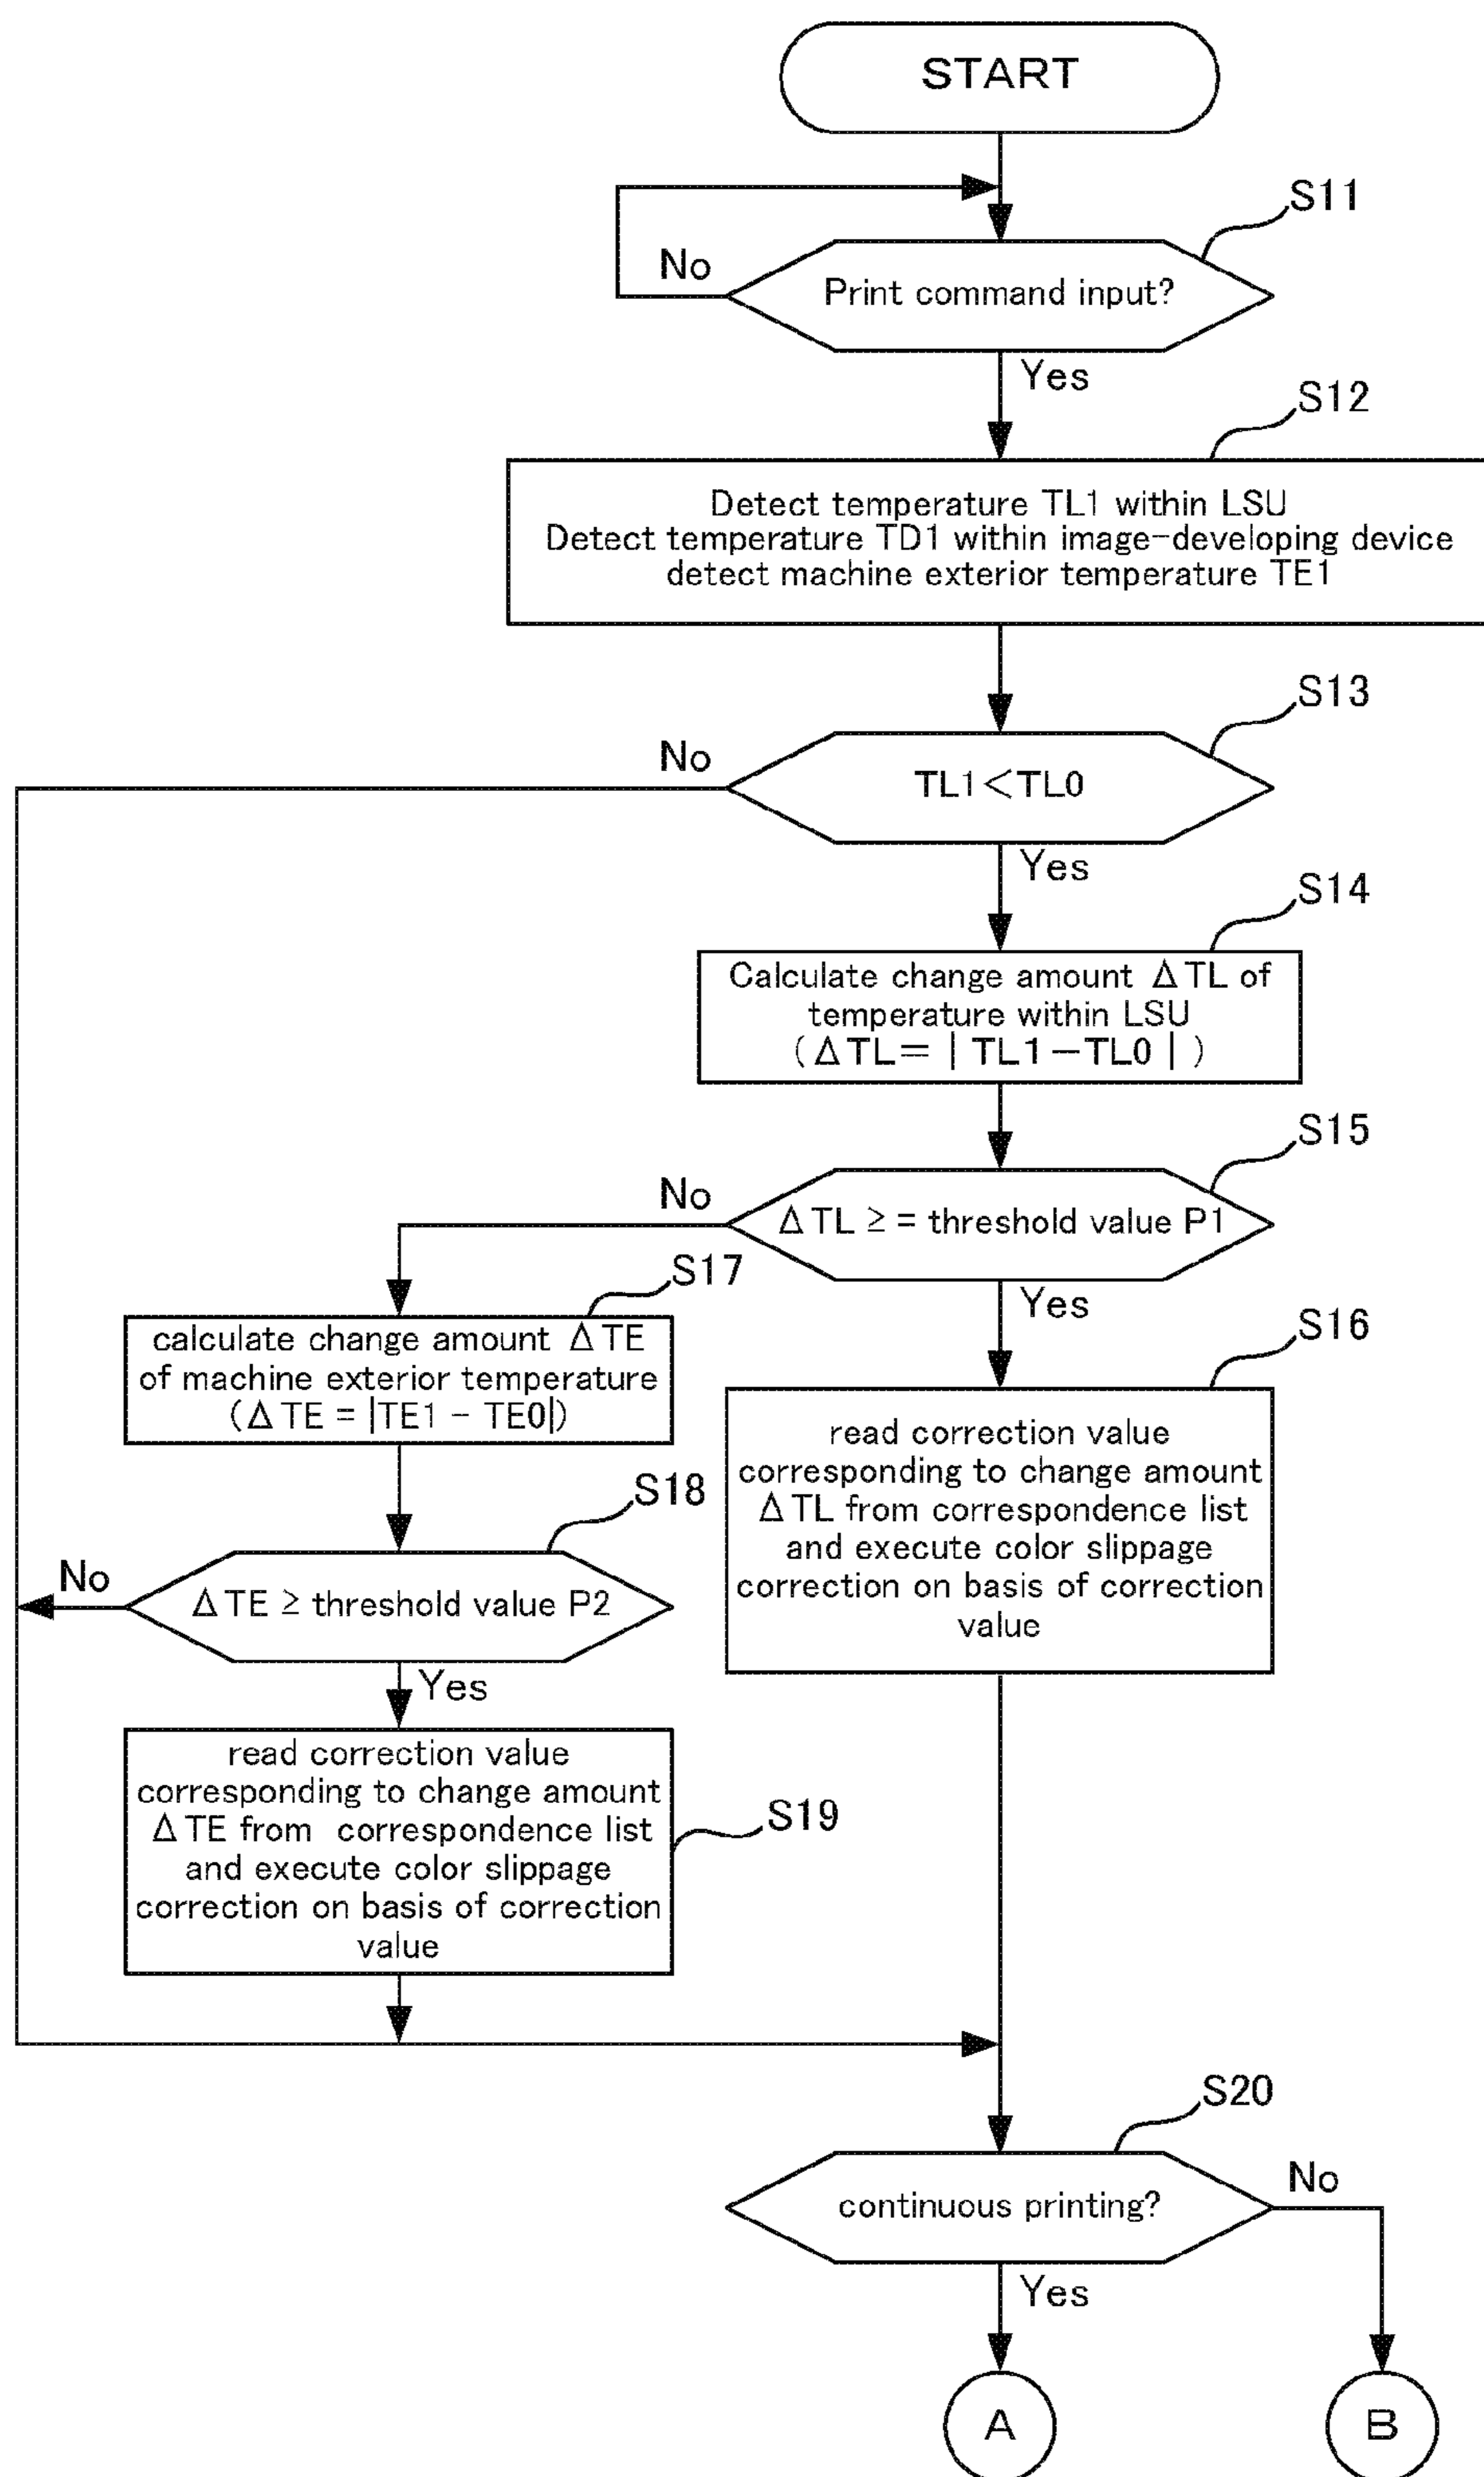 START
S11
No
Print command input?
Yes
S12
Detect temperature TL1 within LSU
Detect temperature TD1 within image-developing device
detect machine exterior temperature TE1
S13
No
TL1<TL0
Yes
S14
Calculate change amount ΔTL of
temperature within LSU
(ΔTL=|TL1-TL0|)
S15
No
ΔTL ≥ = threshold value P1
Yes
S17
calculate change amount ΔTE
of machine exterior temperature
(ΔTE = |TE1 - TE0|)
S16
read correction value
corresponding to change amount
ΔTL from correspondence list
and execute color slippage
correction on basis of correction
value
S18
No
ΔTE ≥ threshold value P2
Yes
read correction value
corresponding to change amount
ΔTE from correspondence list
and execute color slippage
correction on basis of correction
value
S19
S20
No
continuous printing?
Yes
A
B